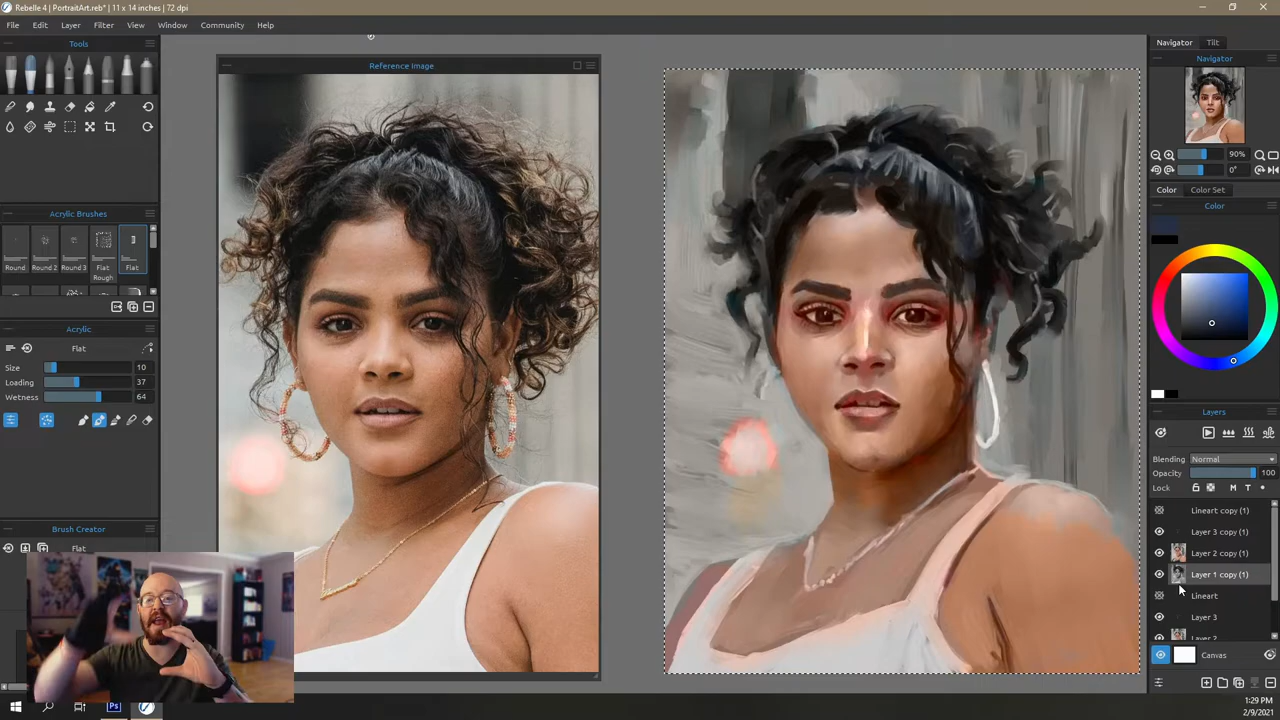 Rebelle 4 | PortraitArt.reb* | 11 x 14 inches | 72 dpi
File Edit Layer Filter View Window Community Help
Tools
Acrylic Brushes
Round Round 2 Round 3 Flat Rough Flat
Acrylic
Flat
Size 10
Loading 37
Wetness 64
Brush Creator
Flat
Reference Image
Navigator Tilt
Navigator
90%
0°
Color Color Set
Color
Layers
Blending Normal
Opacity 100
Lock M T
Lineart copy (1)
Layer 3 copy (1)
Layer 2 copy (1)
Layer 1 copy (1)
Lineart
Layer 3
Layer 2
Canvas
Ps
1:29 PM
2/9/2021